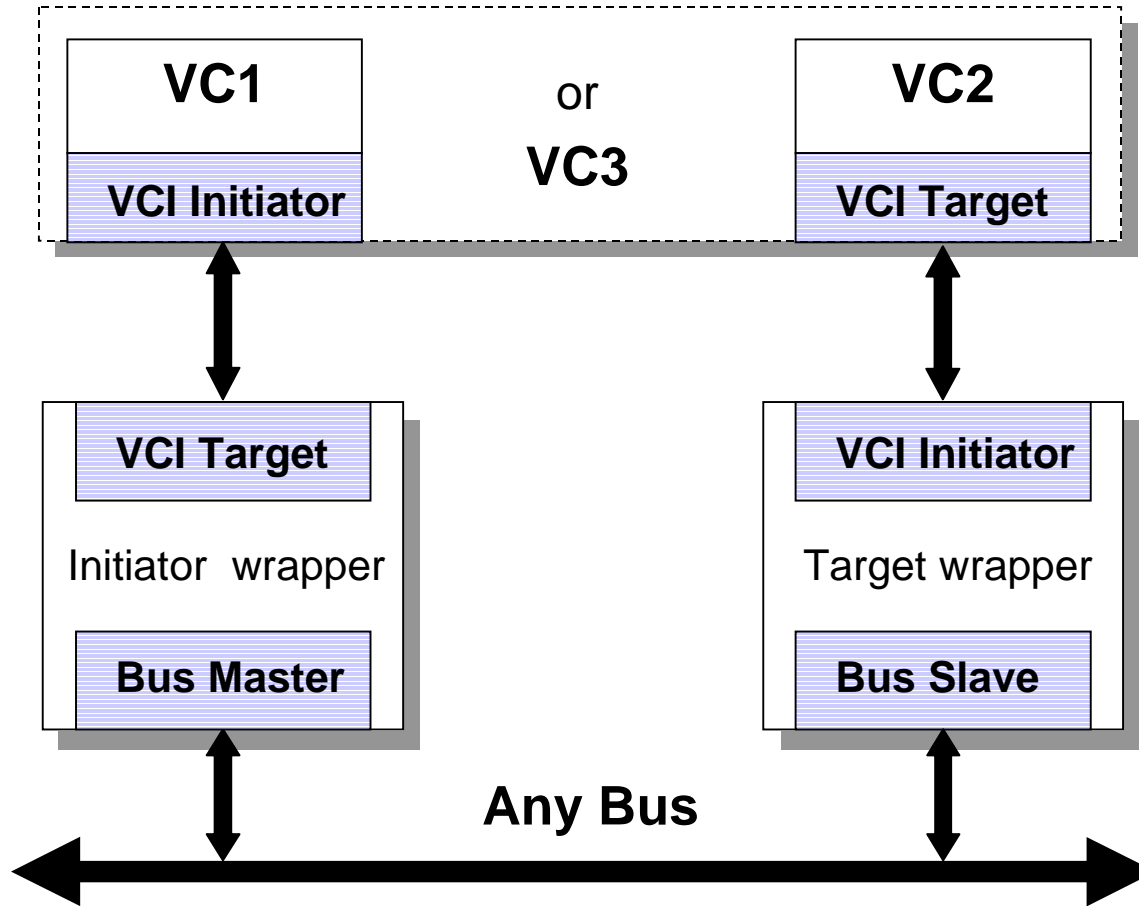 VC1
or
VC2
VC3
VCI Initiator
VCI Target
VCI Target
VCI Initiator
Initiator wrapper
Target wrapper
Bus Master
Bus Slave
Any Bus